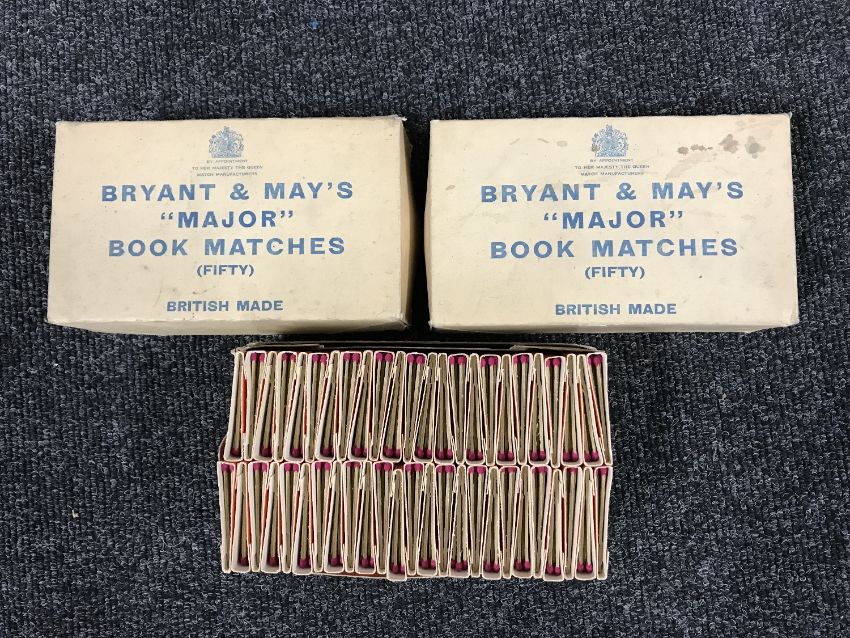 BY APPOINTMENT
TO HER MAJESTY THE QUEEN
MATCH MANUFACTURERS
BRYANT & MAY'S
"MAJOR"
BOOK MATCHES
(FIFTY)
BRITISH MADE
BY APPOINTMENT
TO HER MAJESTY THE QUEEN
MATCH MANUFACTURERS
BRYANT & MAY'S
"MAJOR"
BOOK MATCHES
(FIFTY)
BRITISH MADE